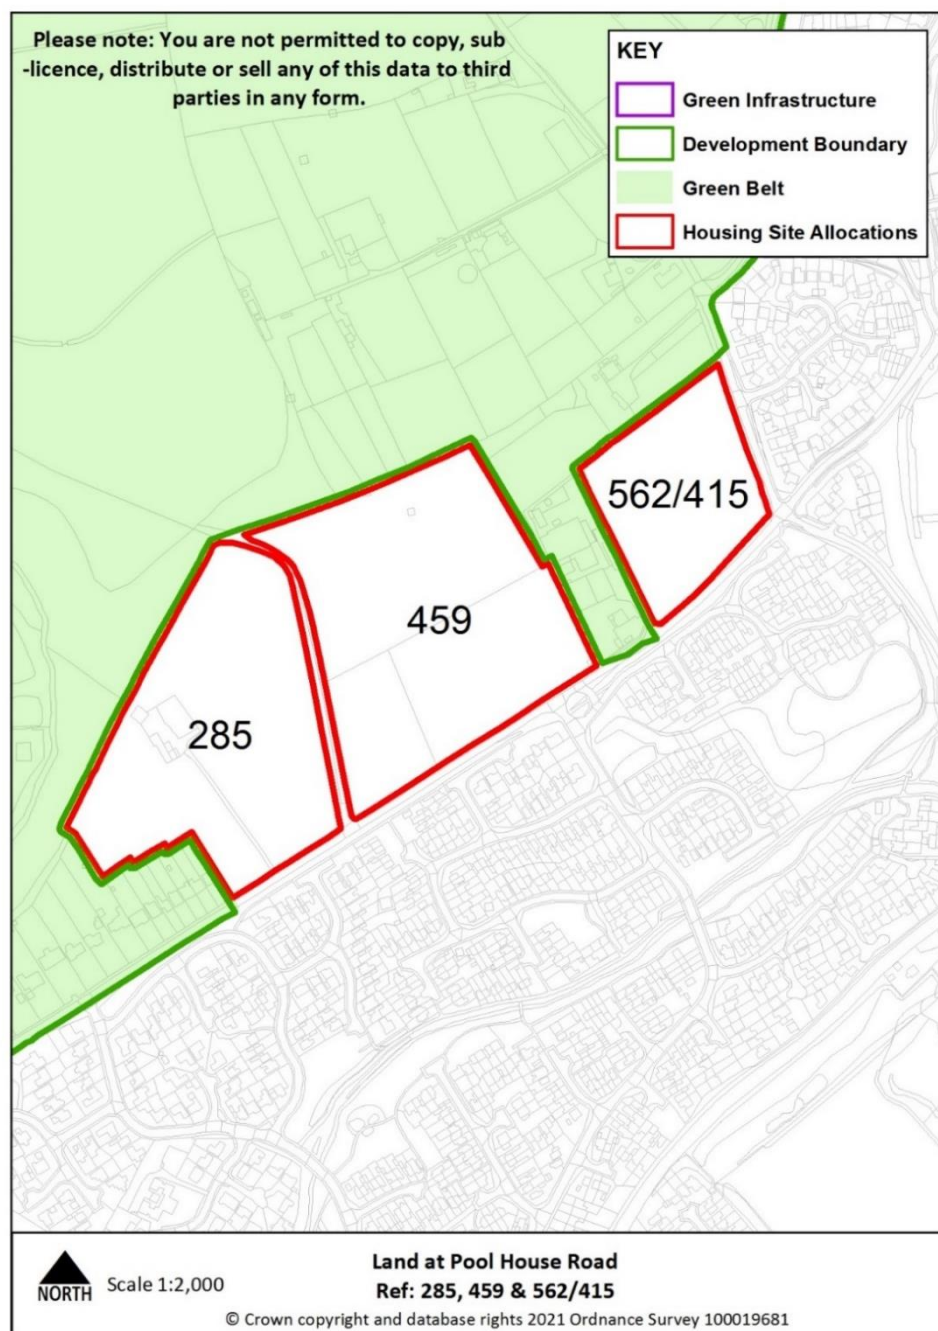 Please note: You are not permitted to copy, sub
-licence, distribute or sell any of this data to third
parties in any form.
KEY
Green Infrastructure
Development Boundary
Green Belt
Housing Site Allocations
562/415
459
285
NORTH
Scale 1:2,000
Land at Pool House Road
Ref: 285, 459 & 562/415
© Crown copyright and database rights 2021 Ordnance Survey 100019681